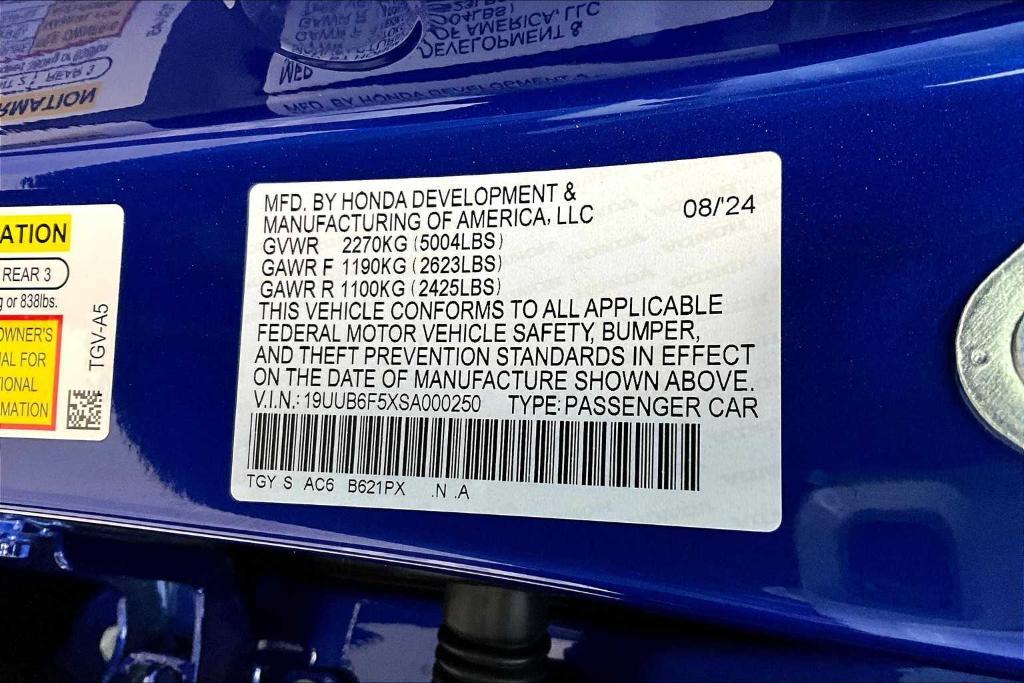 ATION
REAR 3
g or 838lbs.
OWNER'S
AL FOR
TIONAL
MATION
TGV-A5
MFD. BY HONDA DEVELOPMENT &
MANUFACTURING OF AMERICA, LLC 08/'24
GVWR 2270KG (5004LBS)
GAWR F 1190KG (2623LBS)
GAWR R 1100KG (2425LBS)
THIS VEHICLE CONFORMS TO ALL APPLICABLE
FEDERAL MOTOR VEHICLE SAFETY, BUMPER,
AND THEFT PREVENTION STANDARDS IN EFFECT
ON THE DATE OF MANUFACTURE SHOWN ABOVE.
V.I.N.: 19UUB6F5XSA000250 TYPE: PASSENGER CAR
TGY S AC6 B621PX .N .A